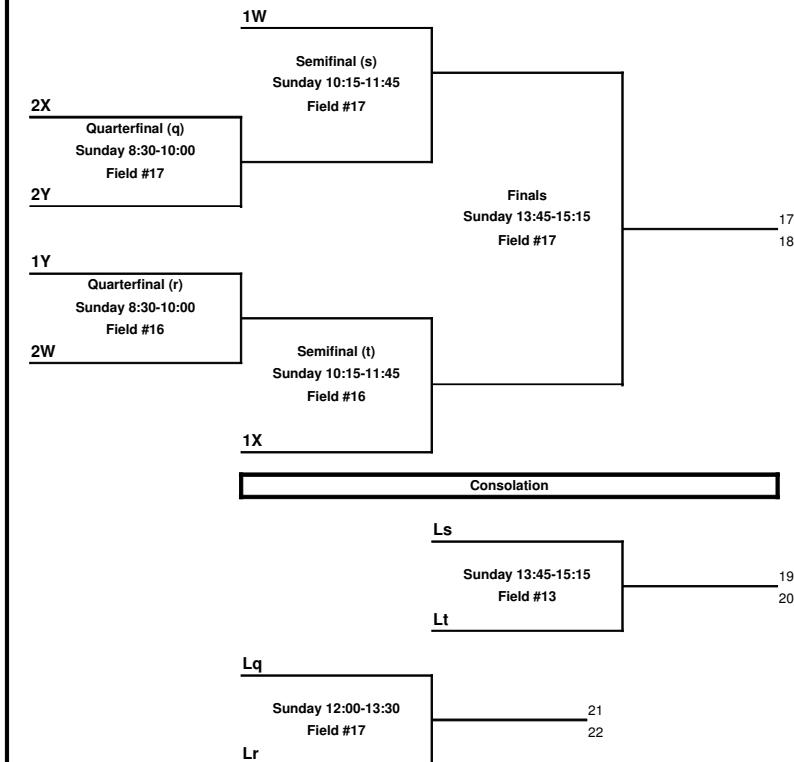 1W
Semifinal (s)
Sunday 10:15-11:45
Field #17
2X
Quarterfinal (q)
Sunday 8:30-10:00
Field #17
2Y
Finals
Sunday 13:45-15:15
Field #17
17
18
1Y
Quarterfinal (r)
Sunday 8:30-10:00
Field #16
2W
Semifinal (t)
Sunday 10:15-11:45
Field #16
1X
Consolation
Ls
Sunday 13:45-15:15
Field #13
19
20
Lt
Lq
Sunday 12:00-13:30
Field #17
21
22
Lr